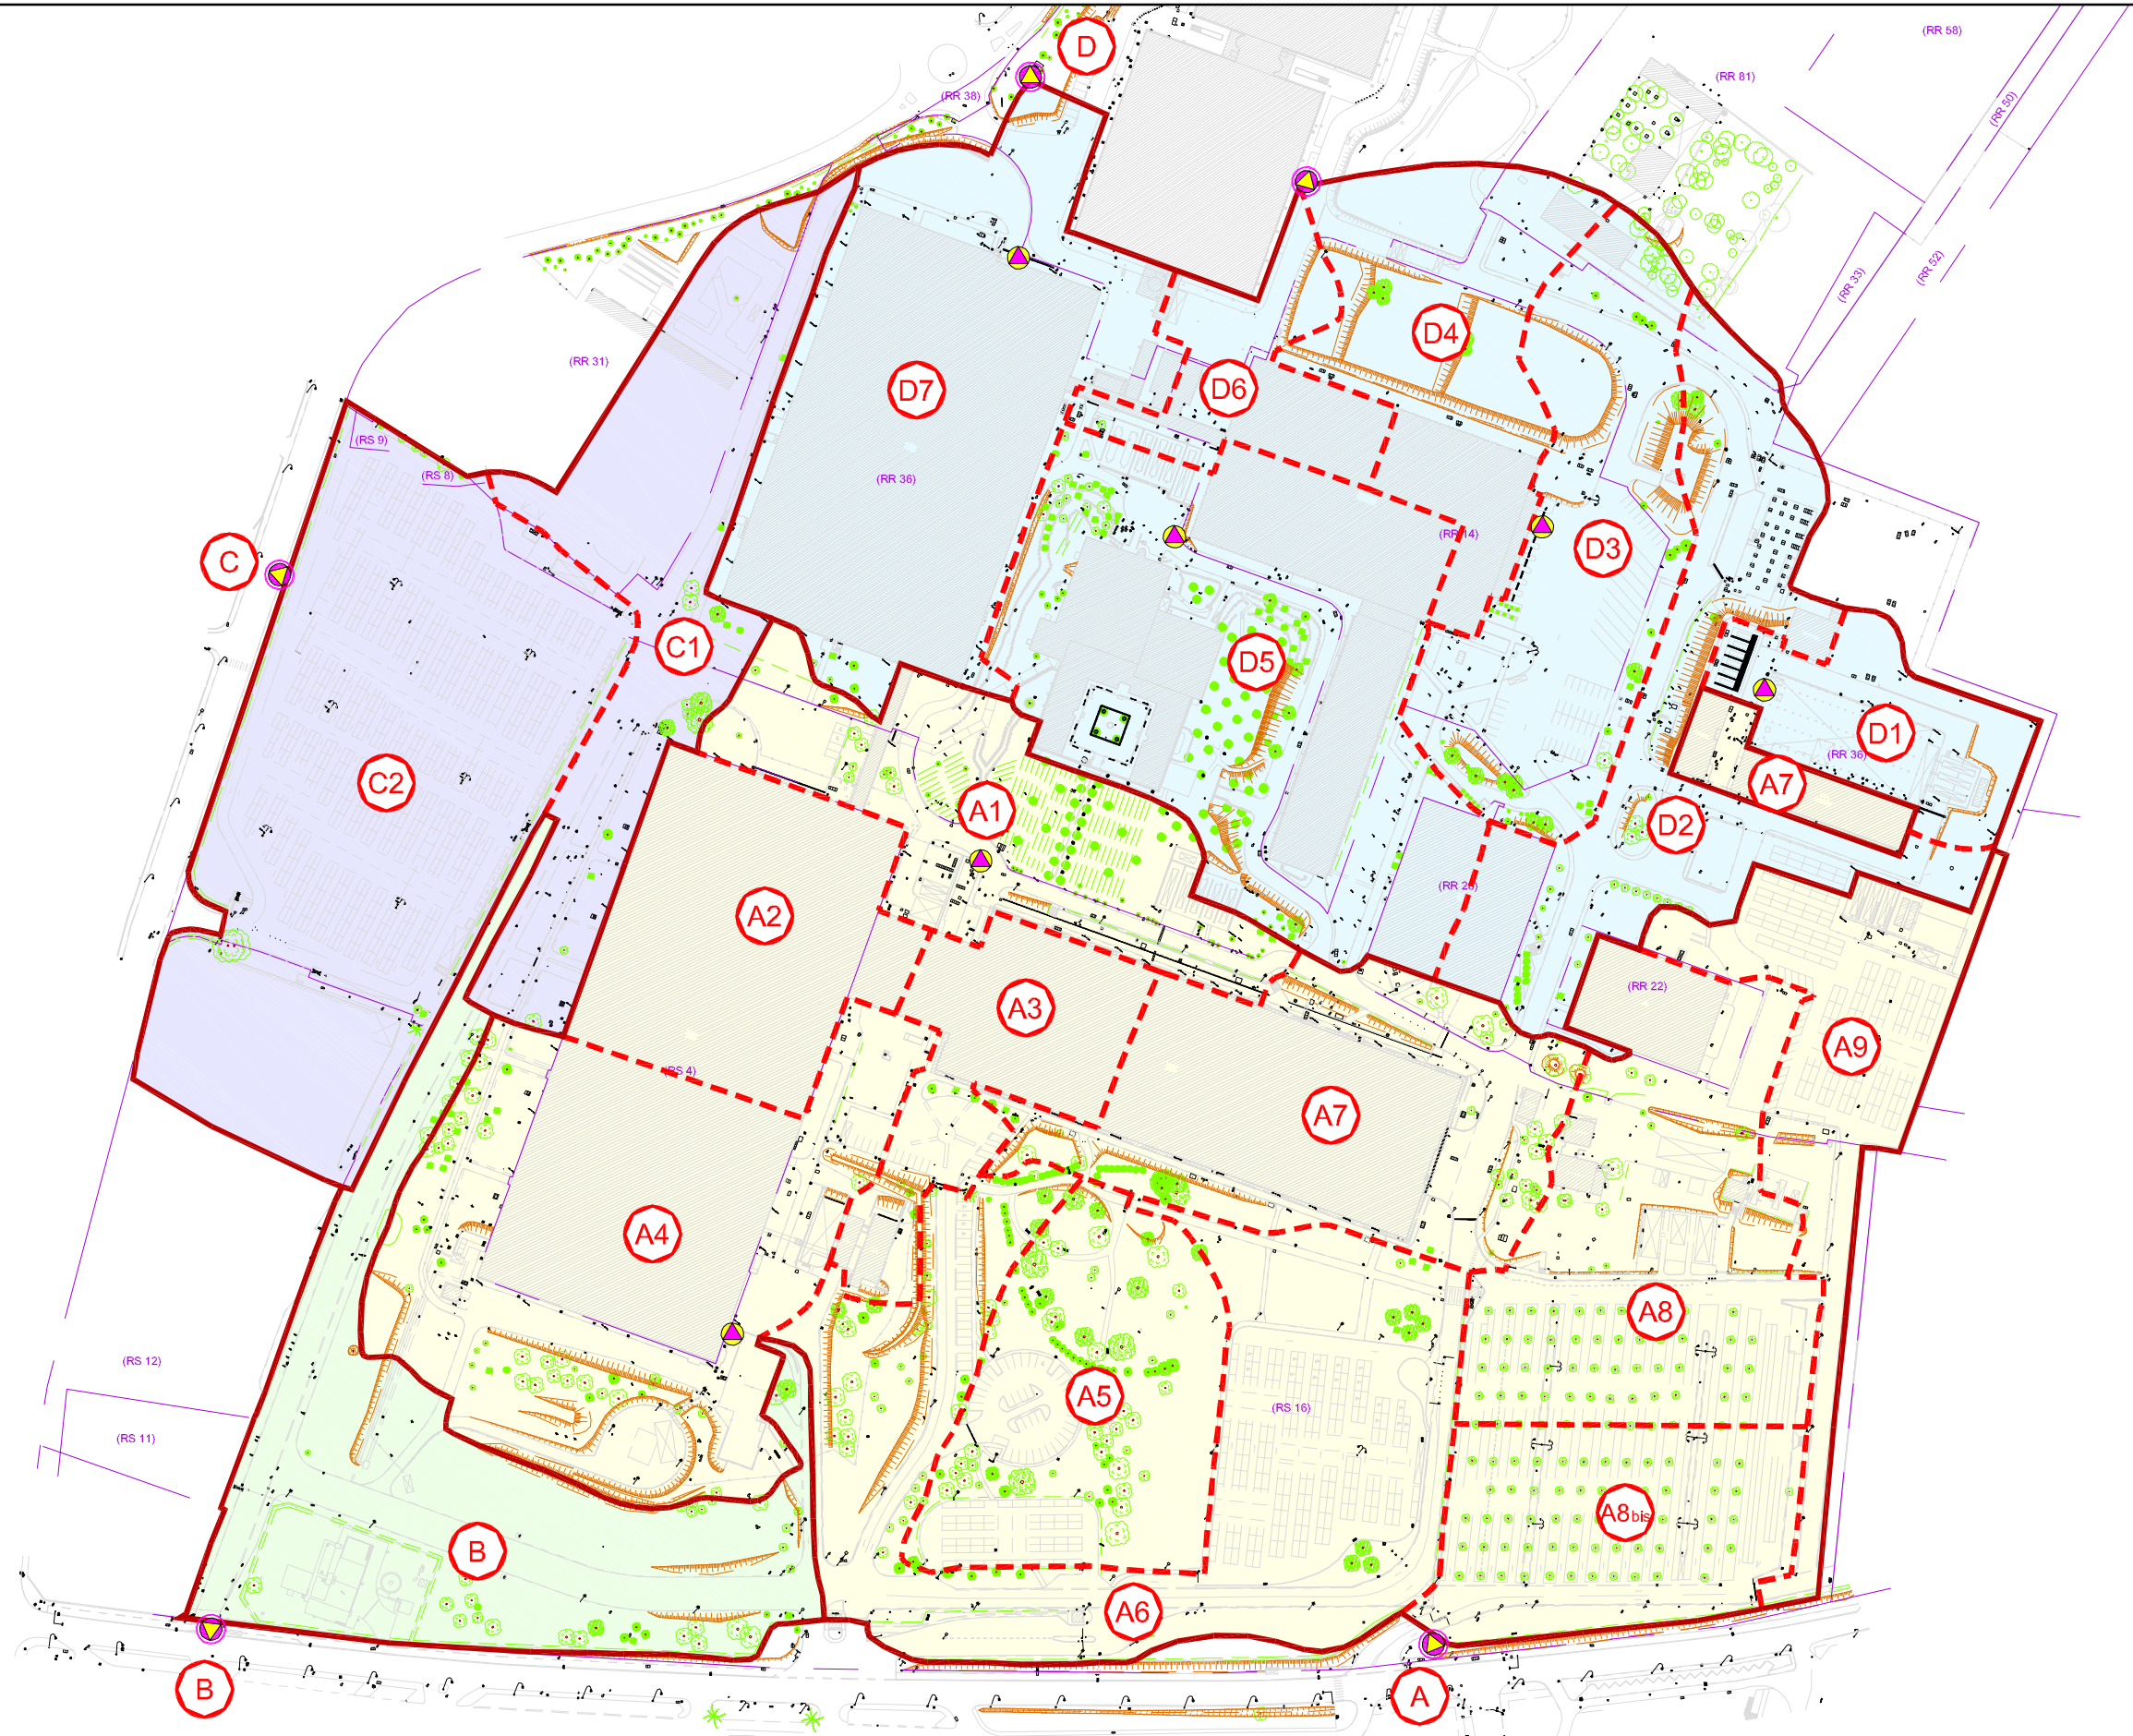 (RR 58)
D
(RR 81)
(RR 38)
(RR 50)
(RR 52)
(RR 33)
D4
(RR 31)
D7
D6
(RS 9)
(RS 8)
(RR 36)
(RR 14)
D3
C
C1
D5
D1
(RR 36)
C2
A7
A1
D2
(RR 20)
A2
(RR 22)
A3
A9
(RS 4)
A7
A4
A8
(RS 12)
A5
(RS 16)
(RS 11)
A8bis
B
A6
B
A